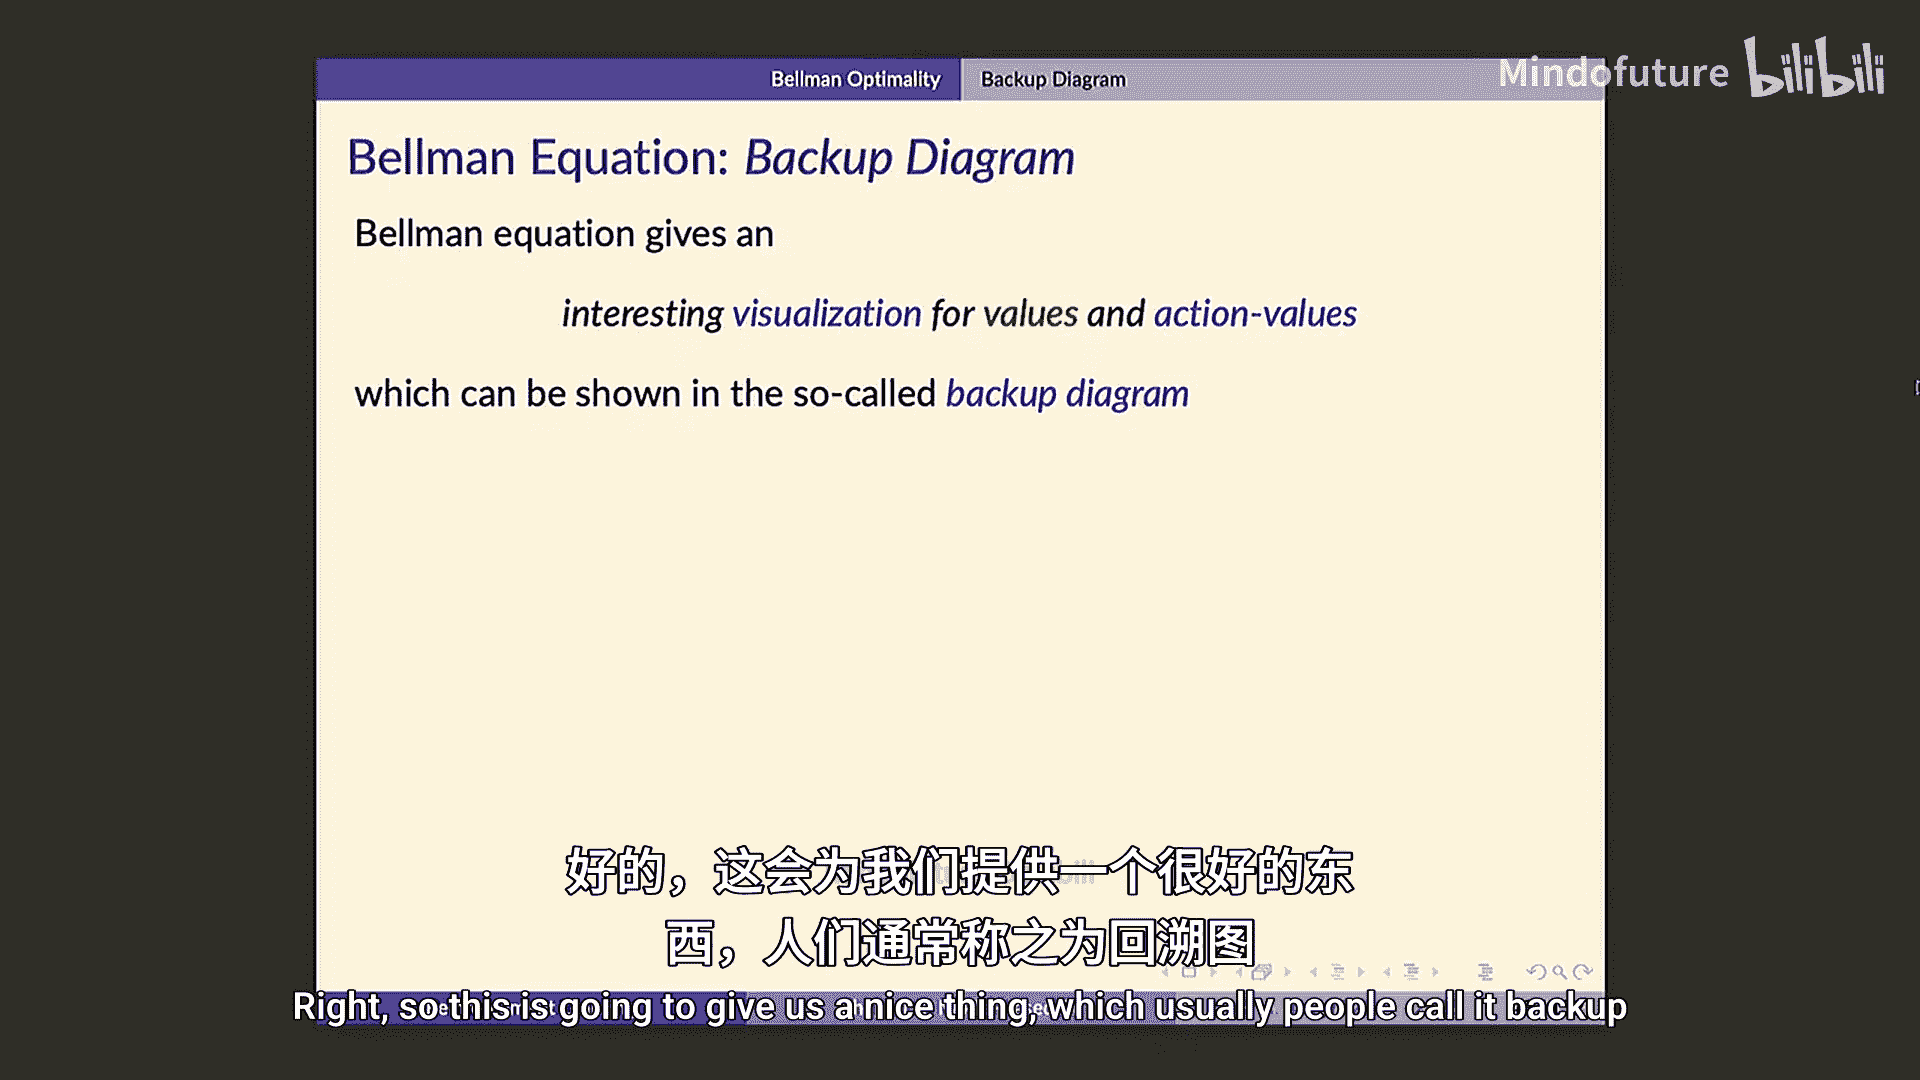 Bellman Optimality
Backup Diagram
Mindofuture bilibili
Bellman Equation: Backup Diagram
Bellman equation gives an
interesting visualization for values and action-values
which can be shown in the so-called backup diagram
好的，这会为我们提供一个很好的东
西，人们通常称之为回溯图
Right, so this is going to give us a nice thing, which usually people call it backup